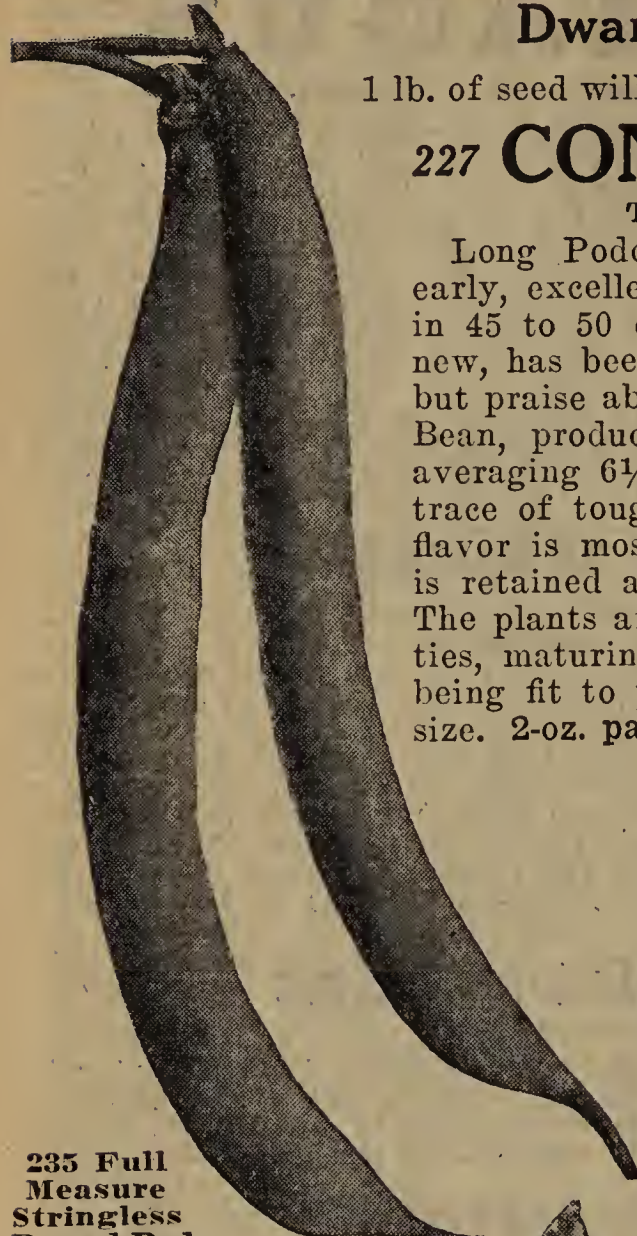 Dwar
1 lb. of seed will
227 CON
T
Long Podd
early, excelle
in 45 to 50
new, has bee
but praise ab
Bean, produc
averaging 6½
trace of toug
flavor is mos
is retained a
The plants a
ties, maturin
being fit to
size. 2-oz. pa
235 Full
Measure
Stringless